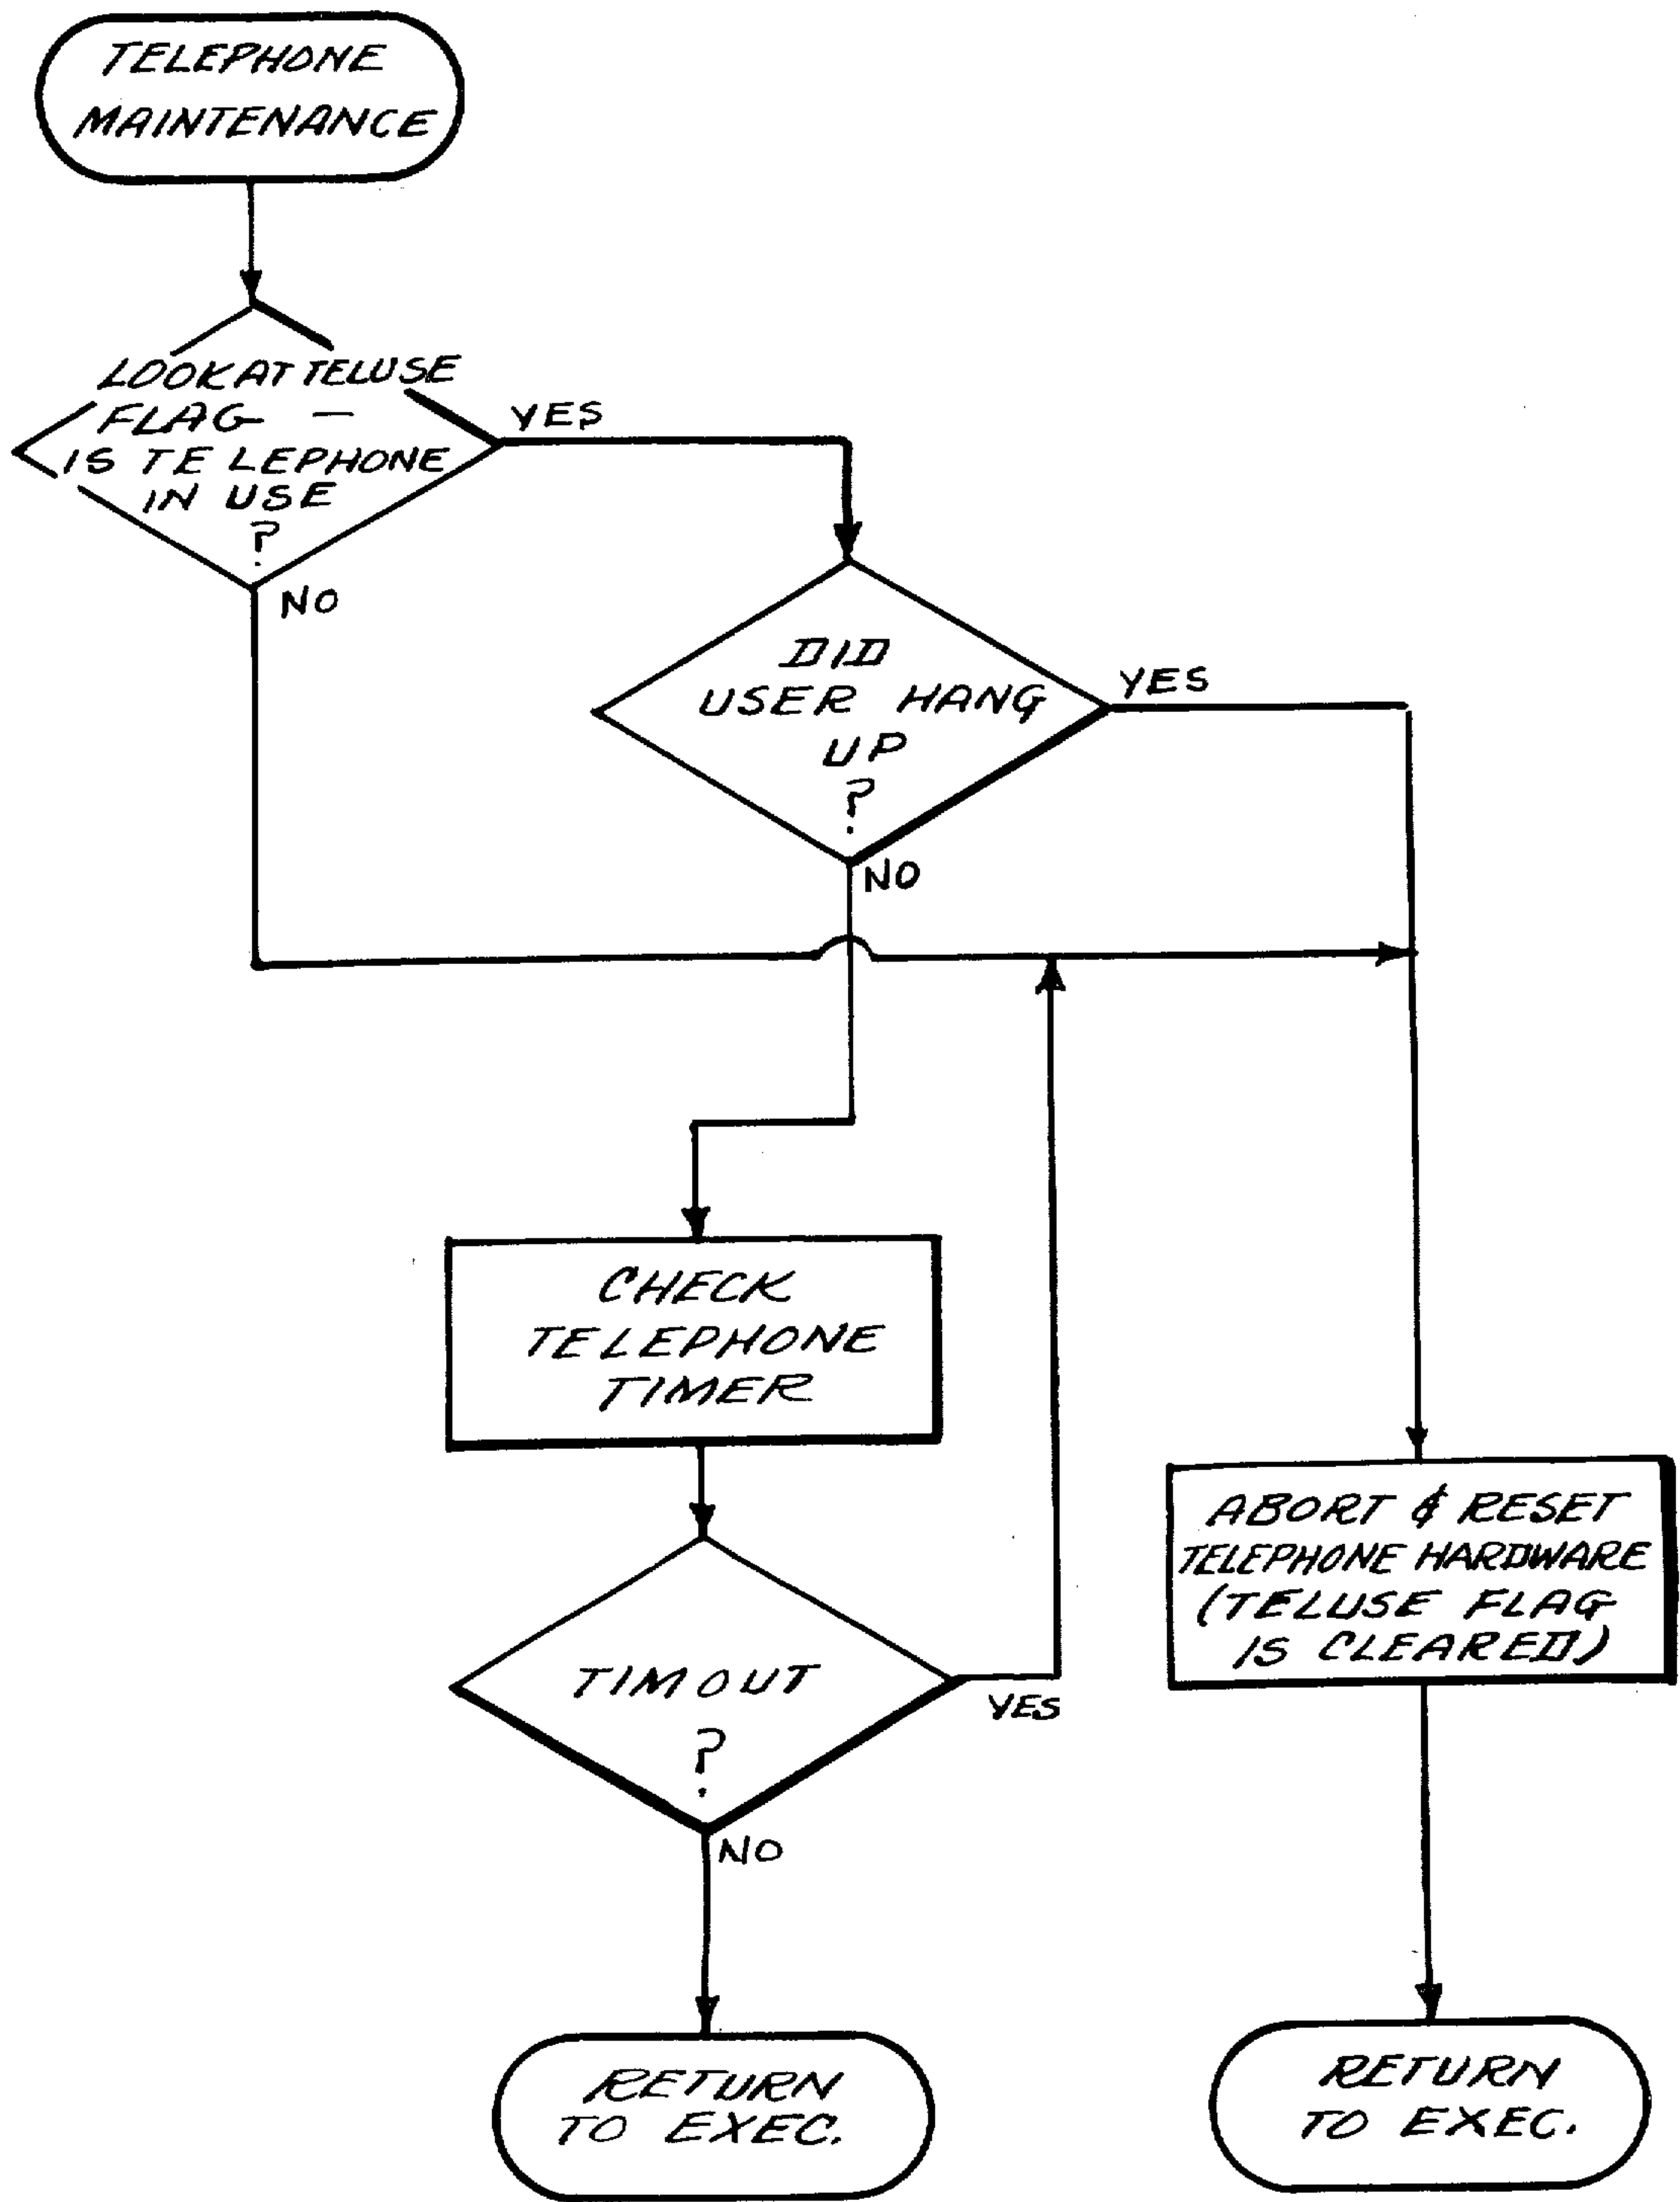 TELEPHONE
MAINTENANCE
LOOK AT TELUSE
FLAG —
IS TELEPHONE
IN USE
?
YES
NO
DID
USER HANG
UP
?
YES
NO
CHECK
TELEPHONE
TIMER
TIMOUT
?
YES
NO
ABORT & RESET
TELEPHONE HARDWARE
(TELUSE FLAG
IS CLEARED)
RETURN
TO EXEC.
RETURN
TO EXEC.